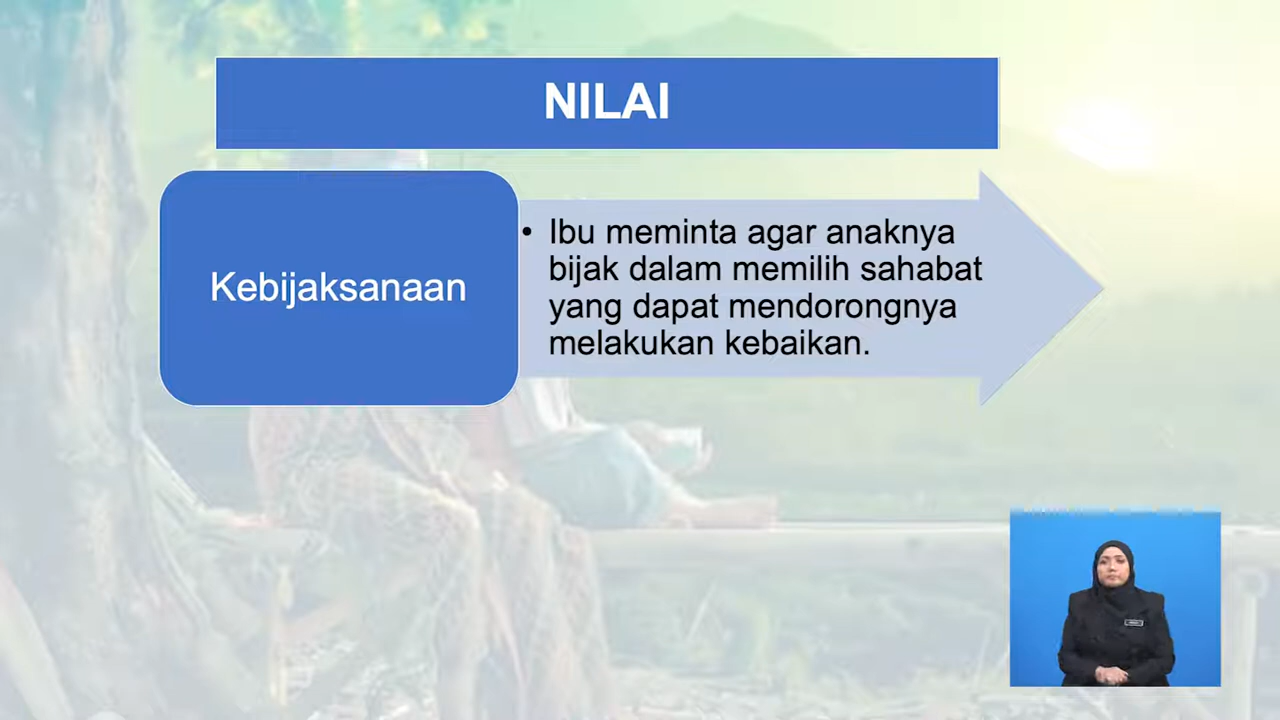 NILAI
Kebijaksanaan
• Ibu meminta agar anaknya
bijak dalam memilih sahabat
yang dapat mendorongnya
melakukan kebaikan.